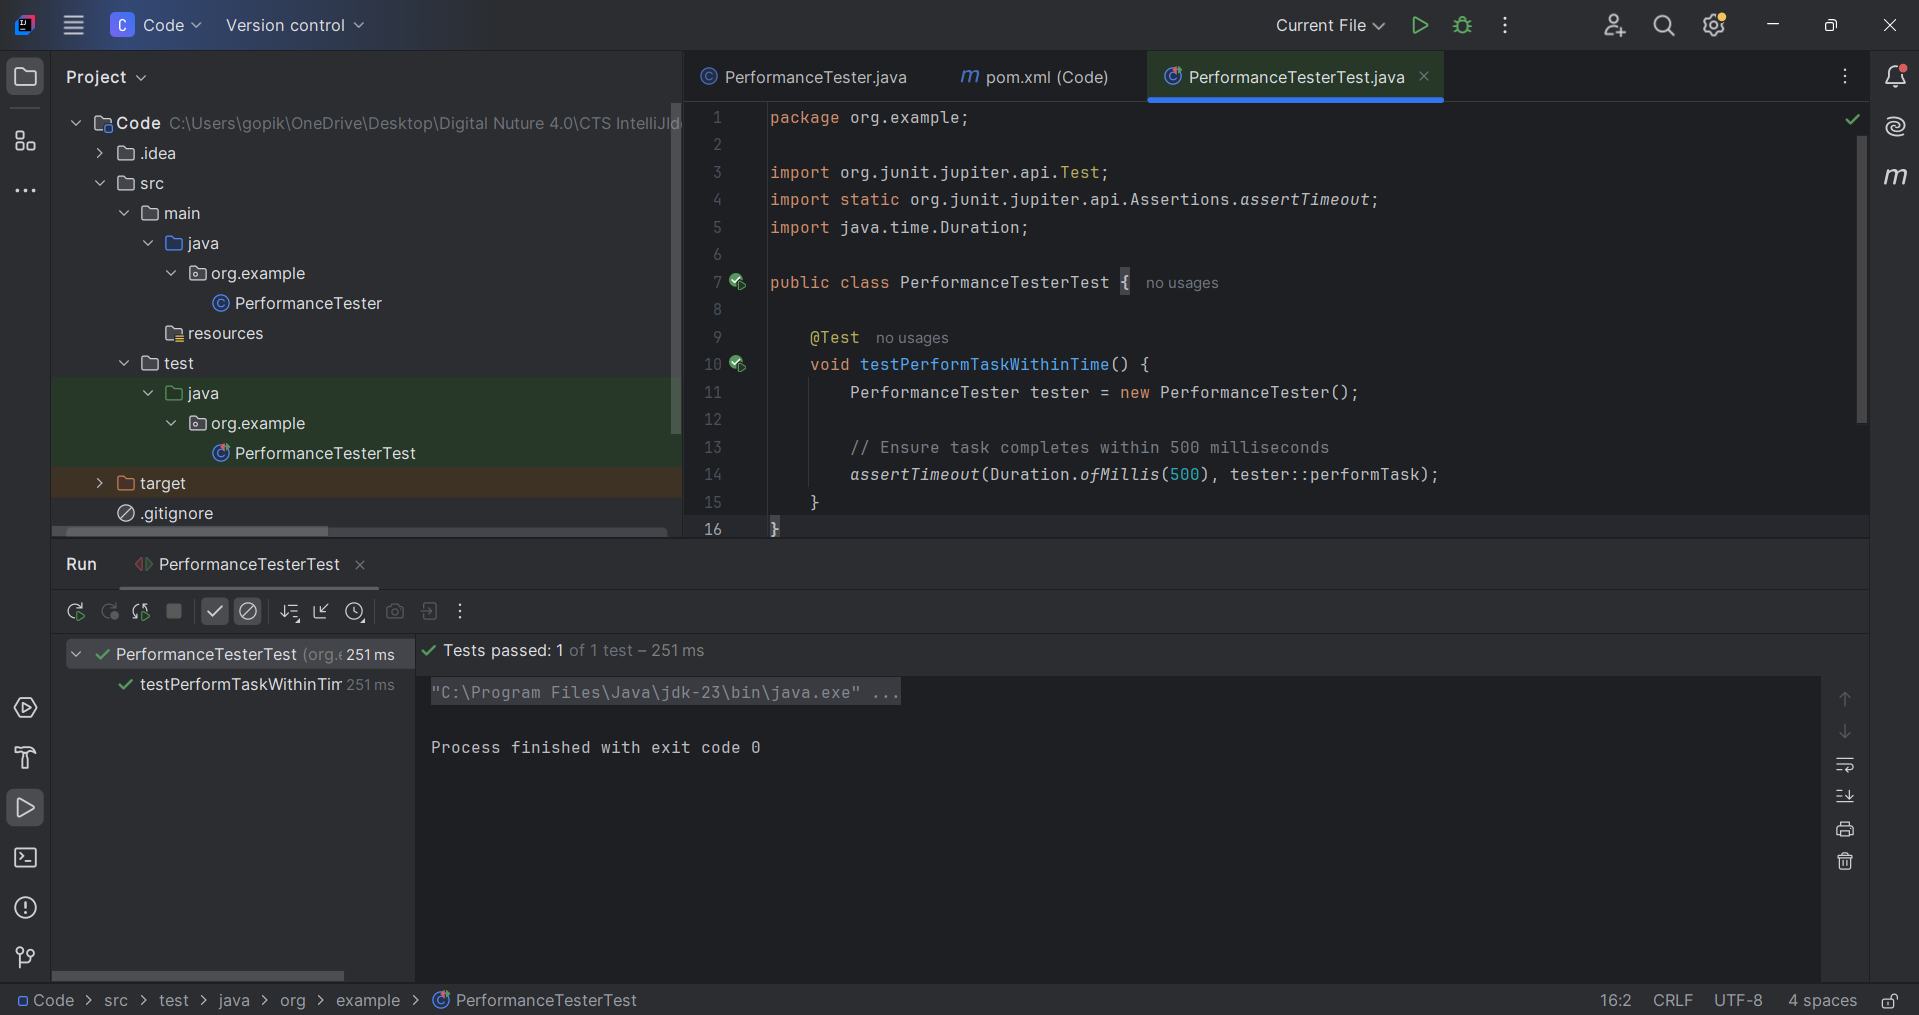 Code
Version control
Current File
Project
PerformanceTester.java
pom.xml (Code)
PerformanceTesterTest.java
Code C:\Users\gopik\OneDrive\Desktop\Digital Nuture 4.0\CTS IntelliJIde
.idea
src
main
java
org.example
PerformanceTester
resources
test
java
org.example
PerformanceTesterTest
target
.gitignore
1 package org.example;
2
3 import org.junit.jupiter.api.Test;
4 import static org.junit.jupiter.api.Assertions.assertTimeout;
5 import java.time.Duration;
6
7 public class PerformanceTesterTest { no usages
8
9 @Test no usages
10 void testPerformTaskWithinTime() {
11 PerformanceTester tester = new PerformanceTester();
12
13 // Ensure task completes within 500 milliseconds
14 assertTimeout(Duration.ofMillis(500), tester::performTask);
15 }
16 }
Run
PerformanceTesterTest
PerformanceTesterTest (org.e 251 ms
testPerformTaskWithinTim 251 ms
Tests passed: 1 of 1 test – 251 ms
"C:\Program Files\Java\jdk-23\bin\java.exe" ...
Process finished with exit code 0
Code > src > test > java > org > example > PerformanceTesterTest
16:2 CRLF UTF-8 4 spaces